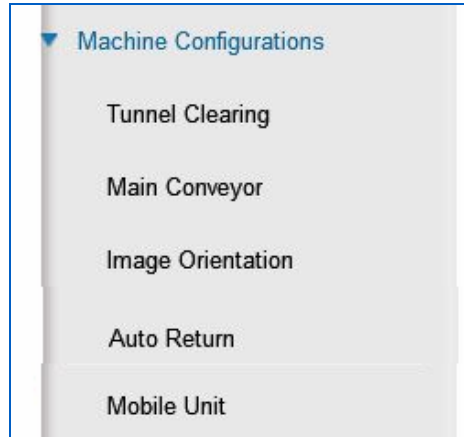 Machine Configurations
Tunnel Clearing
Main Conveyor
Image Orientation
Auto Return
Mobile Unit